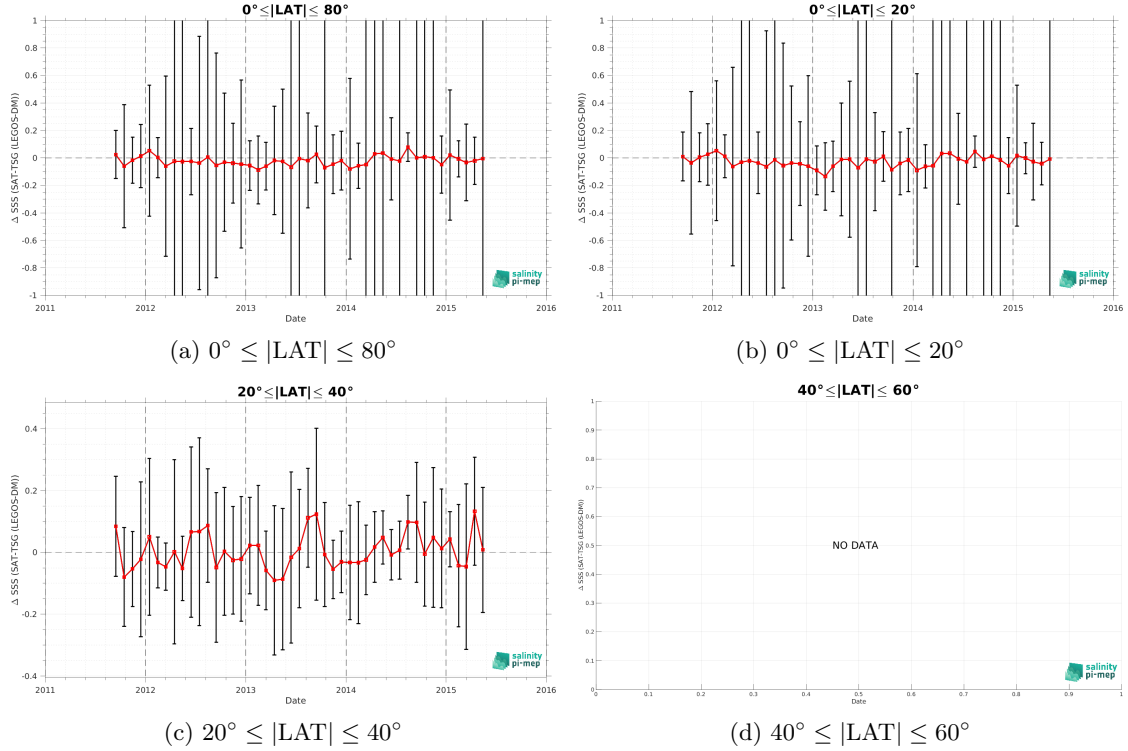 0°≤|LAT|≤ 80°
Δ SSS (SAT-TSG (LEGOS-DM))
1
0.8
0.6
0.4
0.2
0
-0.2
-0.4
-0.6
-0.8
-1
2011 2012 2013 2014 2015 2016
Date
salinity
pi-mep
(a) 0° ≤ |LAT| ≤ 80°
0°≤|LAT|≤ 20°
Δ SSS (SAT-TSG (LEGOS-DM))
1
0.8
0.6
0.4
0.2
0
-0.2
-0.4
-0.6
-0.8
-1
2011 2012 2013 2014 2015 2016
Date
salinity
pi-mep
(b) 0° ≤ |LAT| ≤ 20°
20°≤|LAT|≤ 40°
Δ SSS (SAT-TSG (LEGOS-DM))
0.4
0.2
0
-0.2
-0.4
2011 2012 2013 2014 2015 2016
Date
salinity
pi-mep
(c) 20° ≤ |LAT| ≤ 40°
40°≤|LAT|≤ 60°
Δ SSS (SAT-TSG (LEGOS-DM))
1
0.9
0.8
0.7
0.6
0.5
0.4
0.3
0.2
0.1
0
NO DATA
0 0.1 0.2 0.3 0.4 0.5 0.6 0.7 0.8 0.9 1
Date
salinity
pi-mep
(d) 40° ≤ |LAT| ≤ 60°